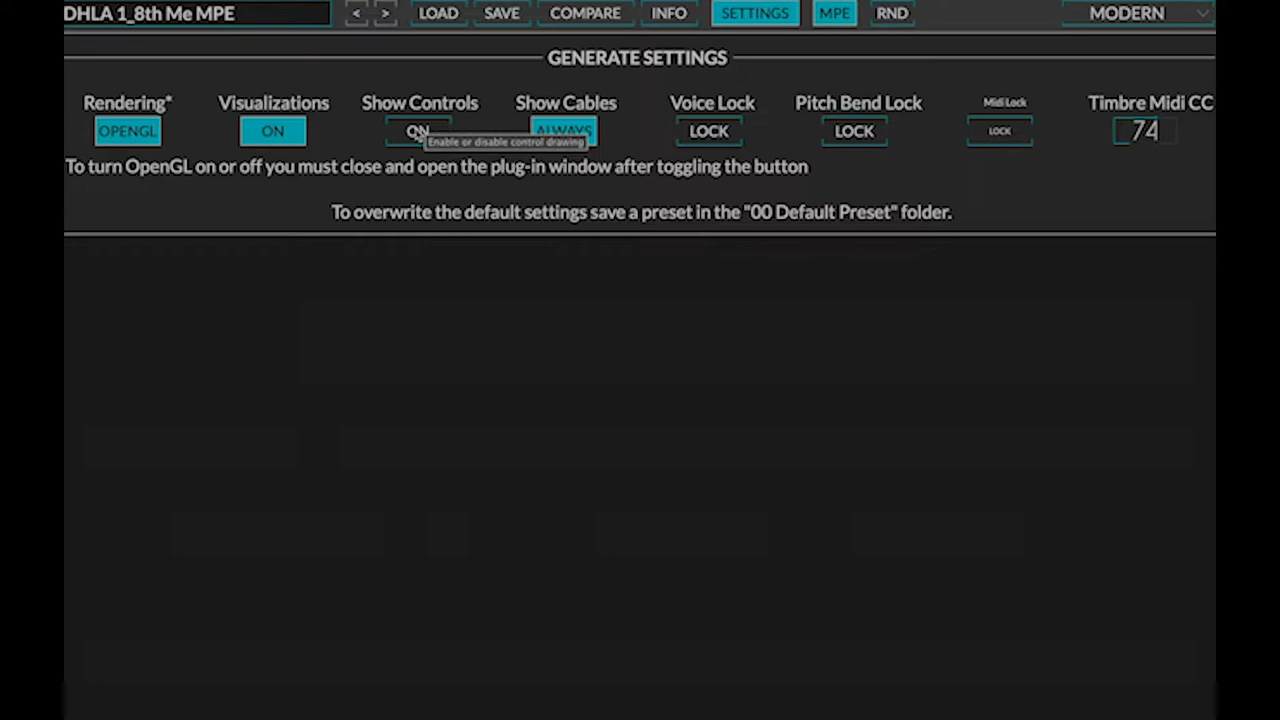 DHLA 1_8th Me MPE < > LOAD SAVE COMPARE INFO SETTINGS MPE RND MODERN
GENERATE SETTINGS
Rendering* Visualizations Show Controls Show Cables Voice Lock Pitch Bend Lock Midi Lock Timbre Midi CC
OPENGL ON ON ALWAYS LOCK LOCK LOCK 74
Enable or disable control drawing
To turn OpenGL on or off you must close and open the plug-in window after toggling the button
To overwrite the default settings save a preset in the "00 Default Preset" folder.